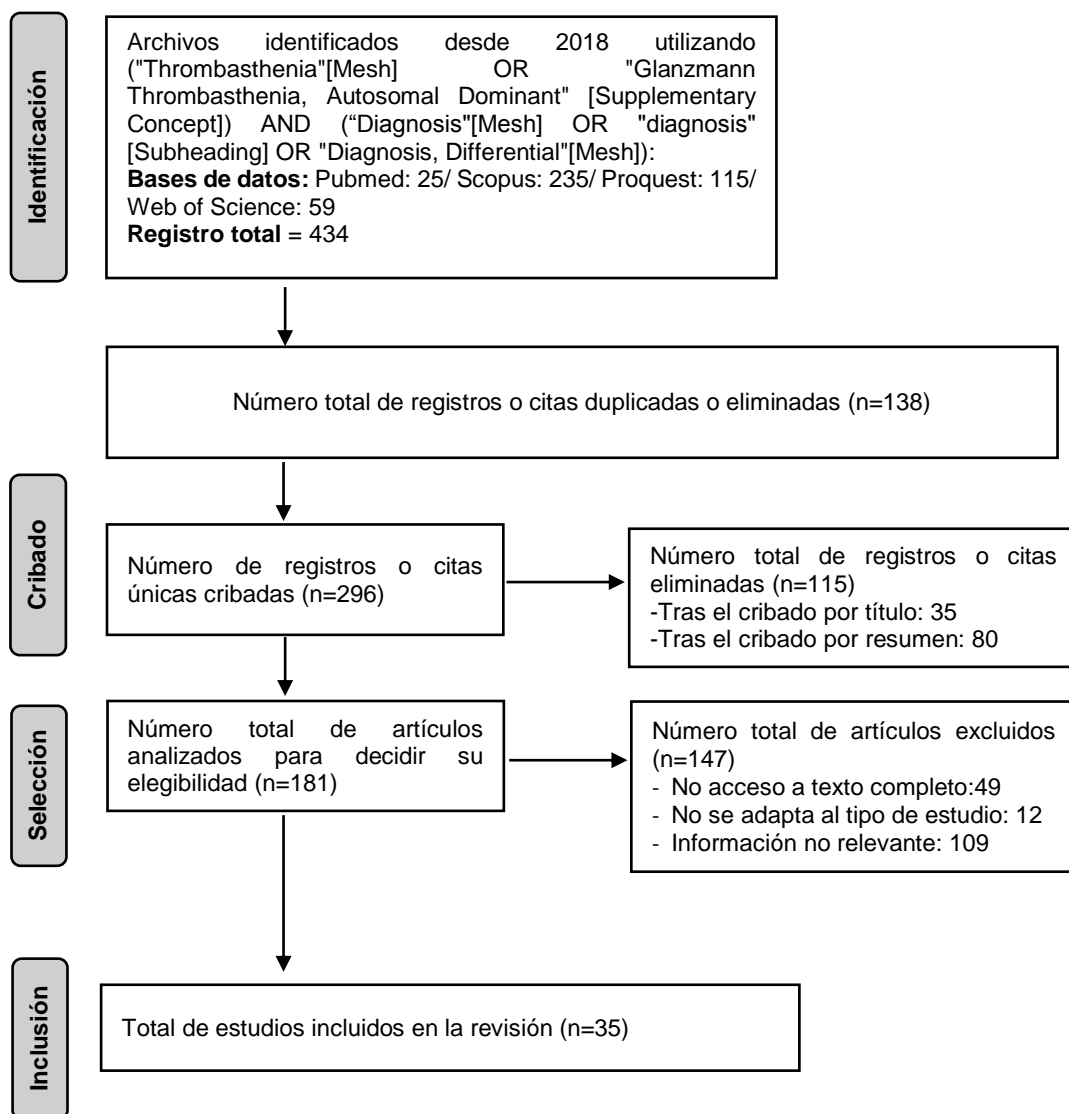 Identificación
Archivos identificados desde 2018 utilizando
("Thrombasthenia"[Mesh] OR "Glanzmann
Thrombasthenia, Autosomal Dominant" [Supplementary
Concept]) AND (“Diagnosis"[Mesh] OR "diagnosis"
[Subheading] OR "Diagnosis, Differential"[Mesh]):
Bases de datos: Pubmed: 25/ Scopus: 235/ Proquest: 115/
Web of Science: 59
Registro total = 434
Número total de registros o citas duplicadas o eliminadas (n=138)
Cribado
Número de registros o citas
únicas cribadas (n=296)
Número total de registros o citas
eliminadas (n=115)
-Tras el cribado por título: 35
-Tras el cribado por resumen: 80
Selección
Número total de artículos
analizados para decidir su
elegibilidad (n=181)
Número total de artículos excluidos
(n=147)
- No acceso a texto completo:49
- No se adapta al tipo de estudio: 12
- Información no relevante: 109
Inclusión
Total de estudios incluidos en la revisión (n=35)